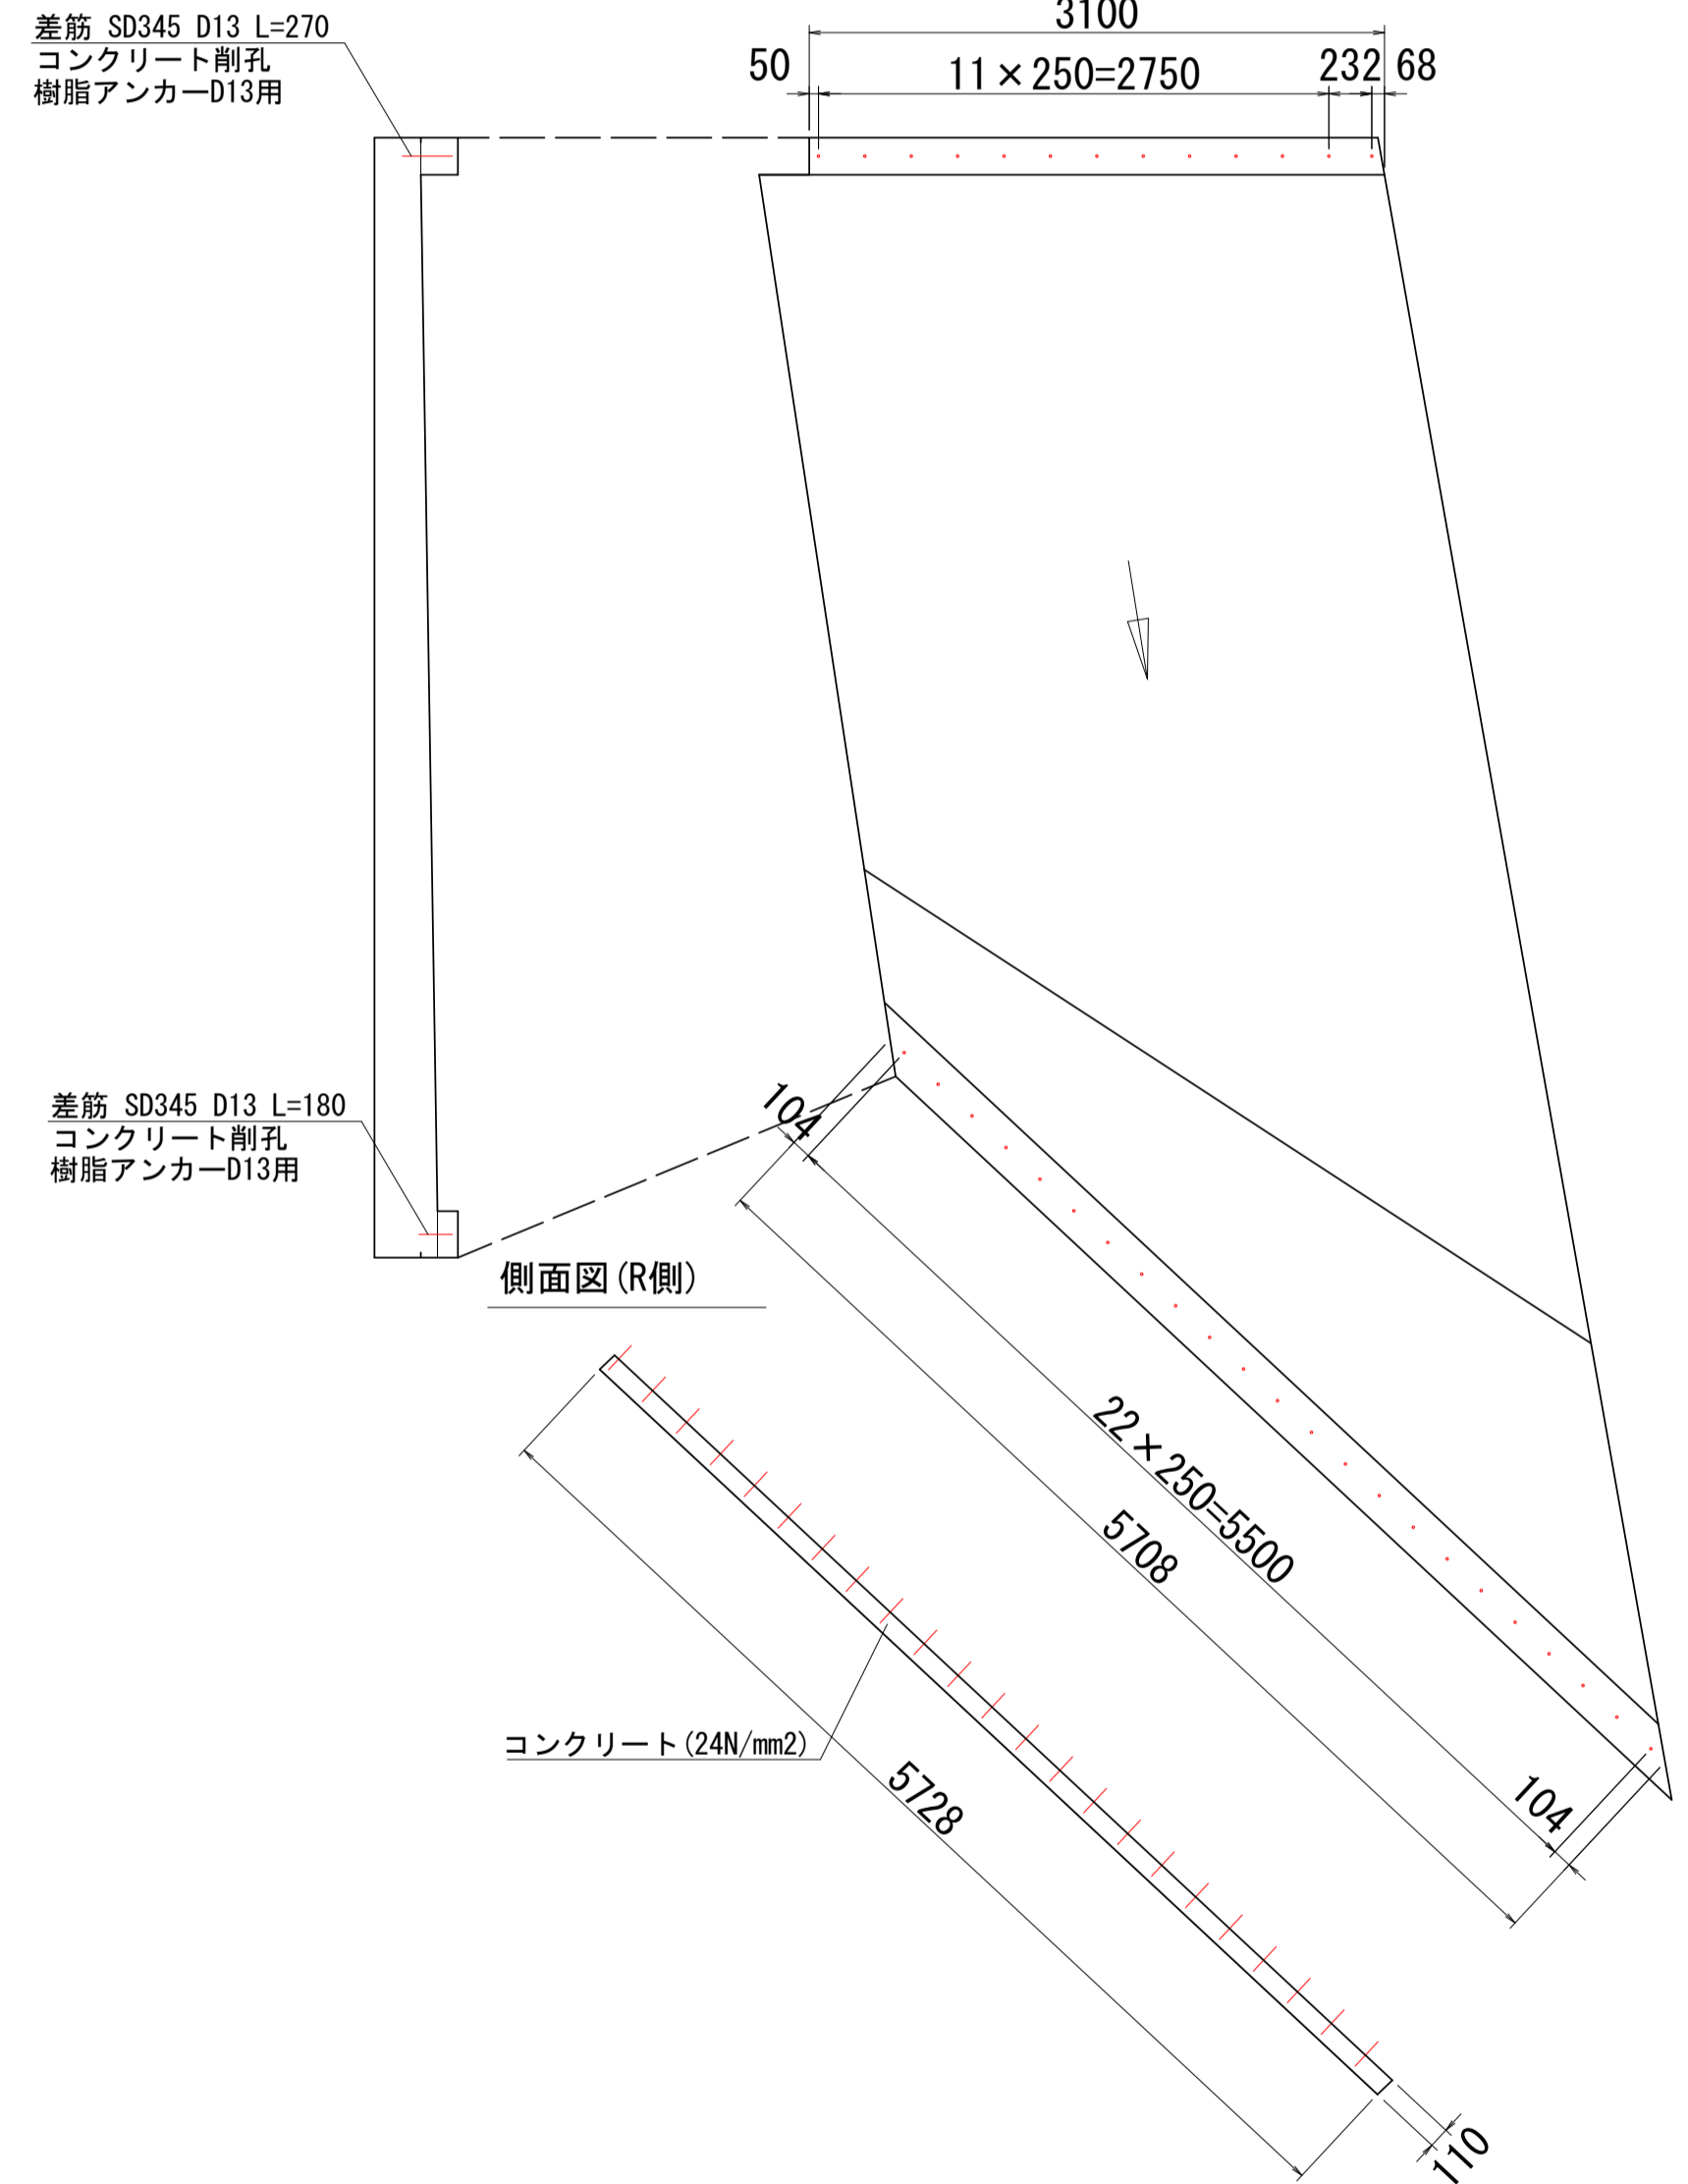 差筋 SD345 D13 L=270
コンクリート削孔
樹脂アンカーD13用
3100
50
11×250=2750
232
68
差筋 SD345 D13 L=180
コンクリート削孔
樹脂アンカーD13用
104
側面図(R側)
22×250=5500
5708
コンクリート(24N/mm2)
5728
104
110